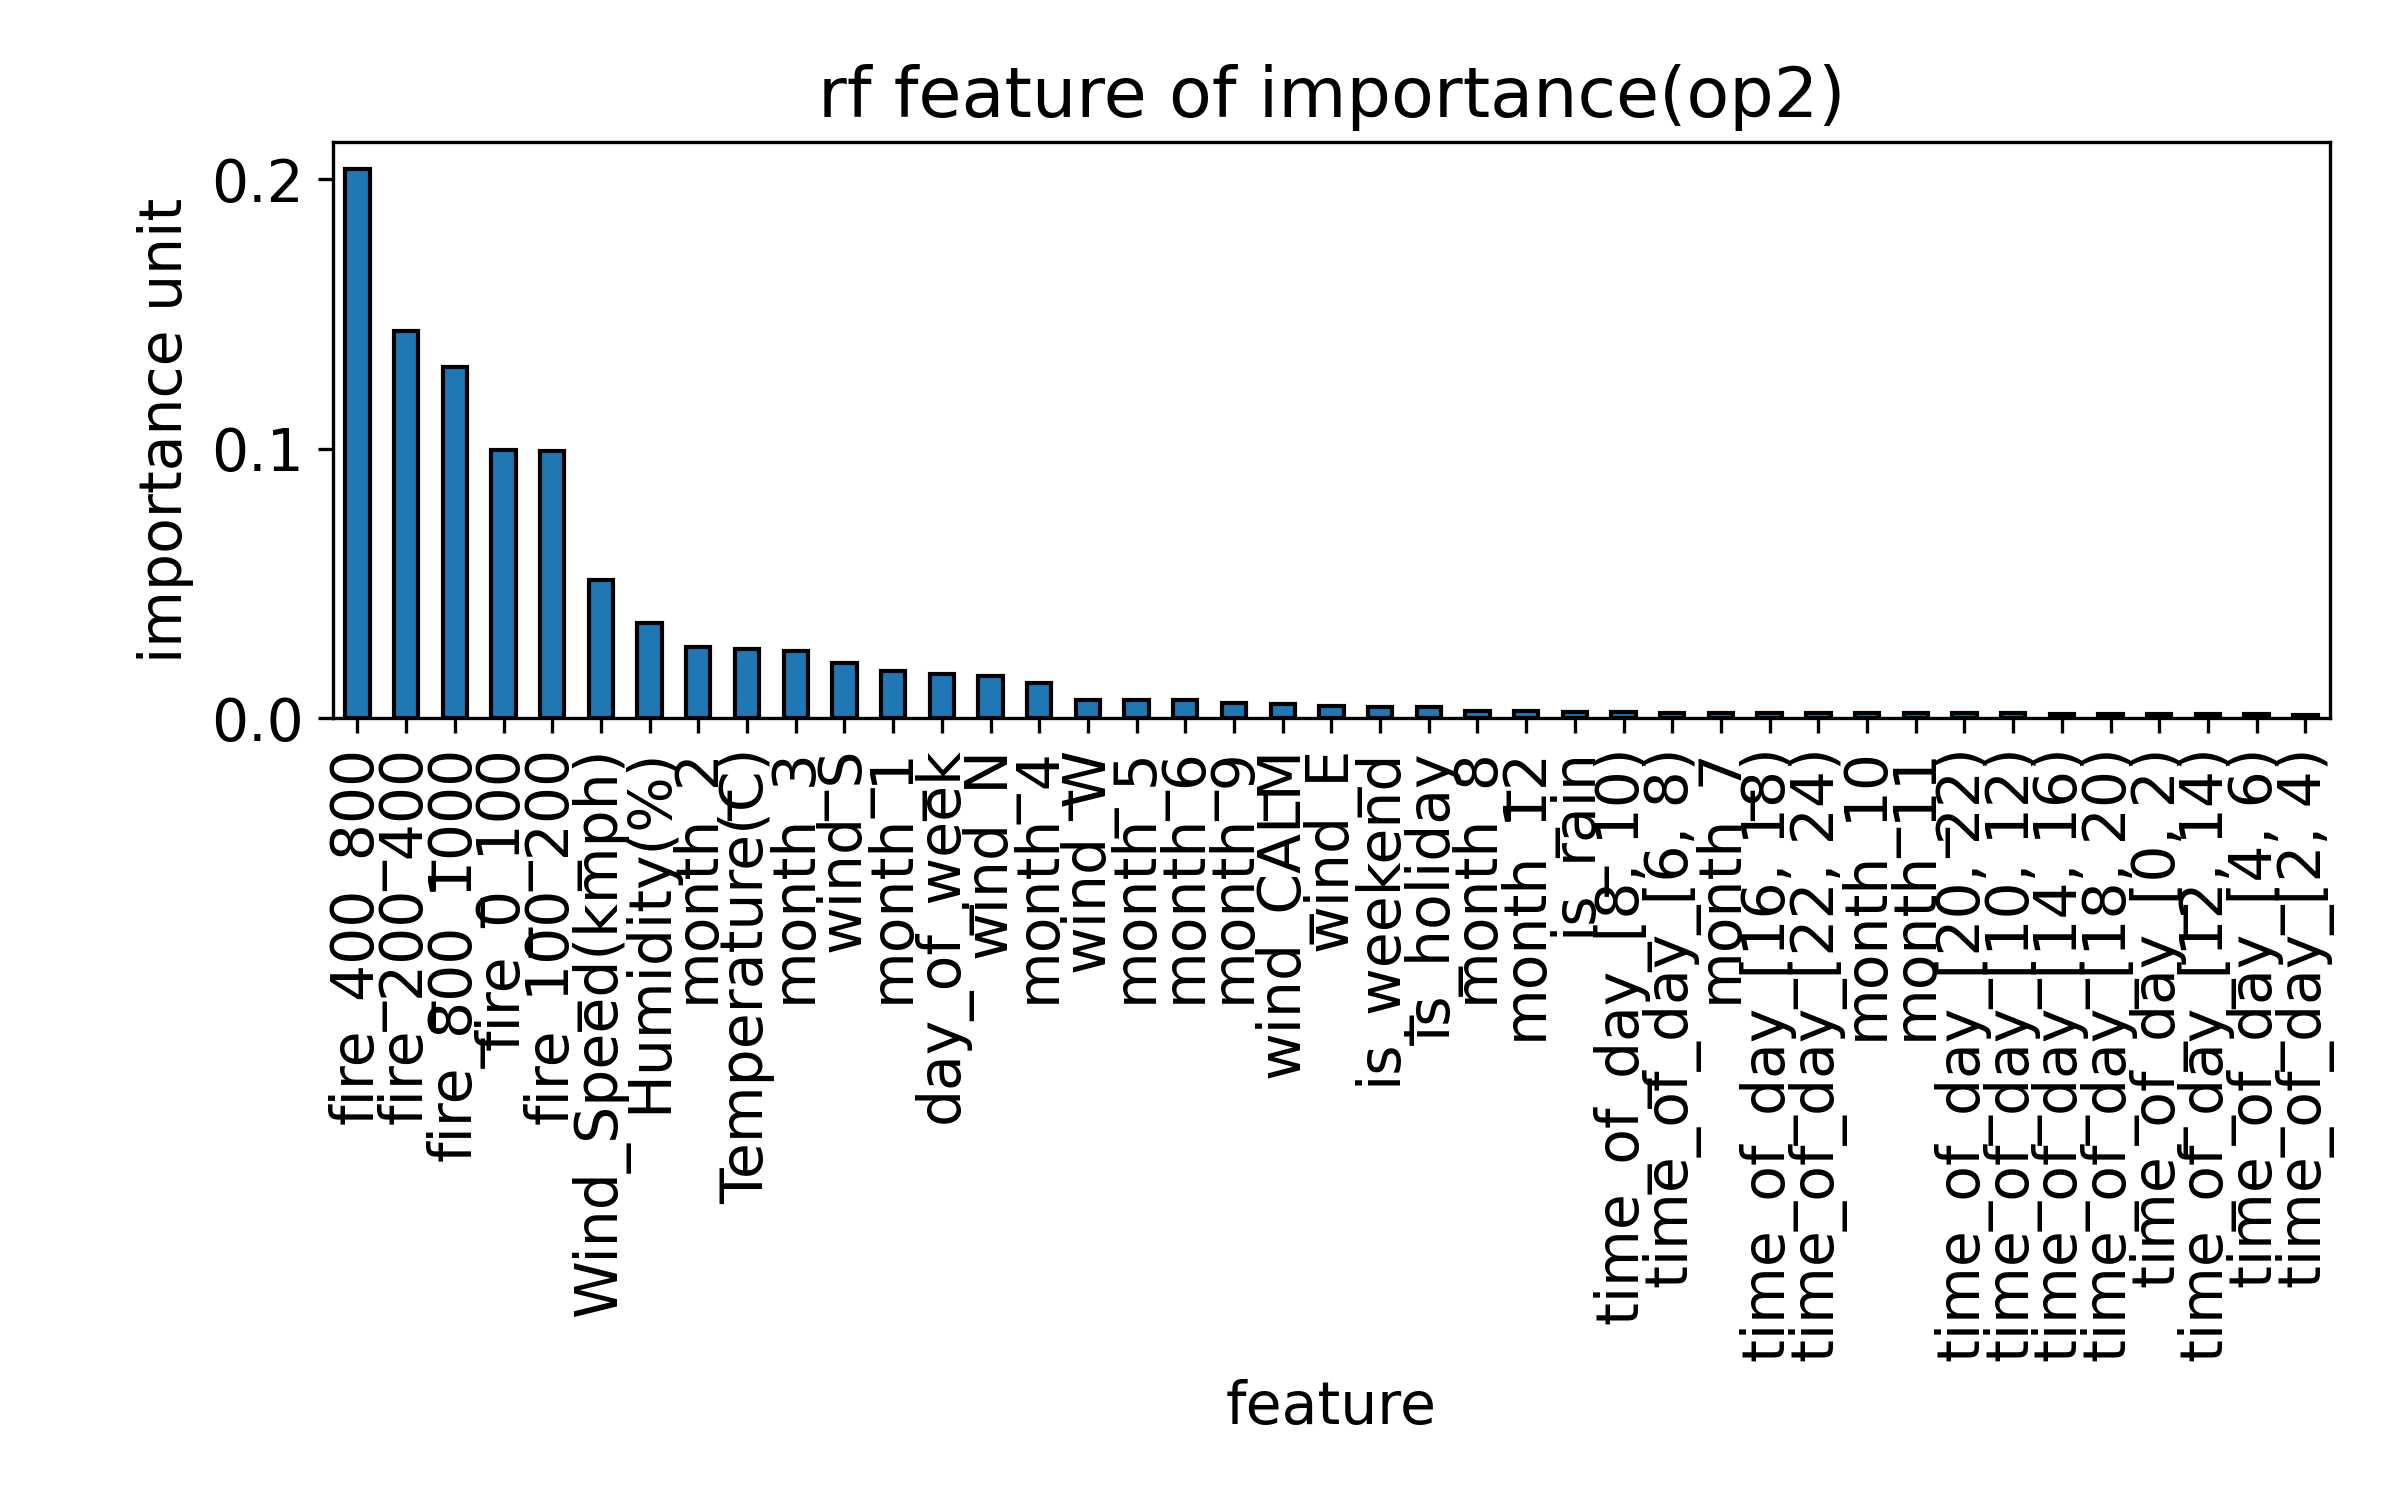 rf feature of importance(op2)
importance unit
0.2
0.1
0.0
fire_400_800
fire_200_400
fire_800_1000
fire_0_100
fire_100_200
Wind_Speed(kmph)
Humidity(%)
month_2
Temperature(C)
month_3
wind_S
month_1
day_of_week
wind_N
month_4
wind_W
month_5
month_6
month_9
wind_CALM
wind_E
is_weekend
is_holiday
month_8
month_12
is_rain
time_of_day_[8, 10)
time_of_day_[6, 8)
month_7
time_of_day_[16, 18)
time_of_day_[22, 24)
month_10
month_11
time_of_day_[20, 22)
time_of_day_[10, 12)
time_of_day_[14, 16)
time_of_day_[18, 20)
time_of_day_[0, 2)
time_of_day_[12, 14)
time_of_day_[4, 6)
time_of_day_[2, 4)
feature